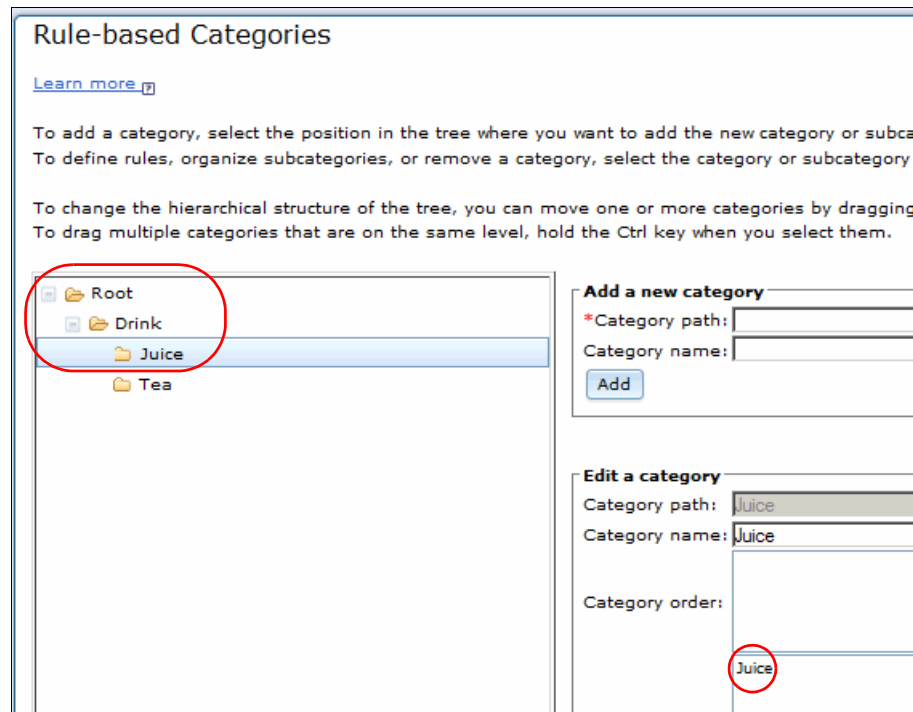 Rule-based Categories
Learn more
To add a category, select the position in the tree where you want to add the new category or subca
To define rules, organize subcategories, or remove a category, select the category or subcategory
To change the hierarchical structure of the tree, you can move one or more categories by dragging
To drag multiple categories that are on the same level, hold the Ctrl key when you select them.
Root
Drink
Juice
Tea
Add a new category
*Category path:
Category name:
Add
Edit a category
Category path: Juice
Category name: Juice
Category order:
Juice